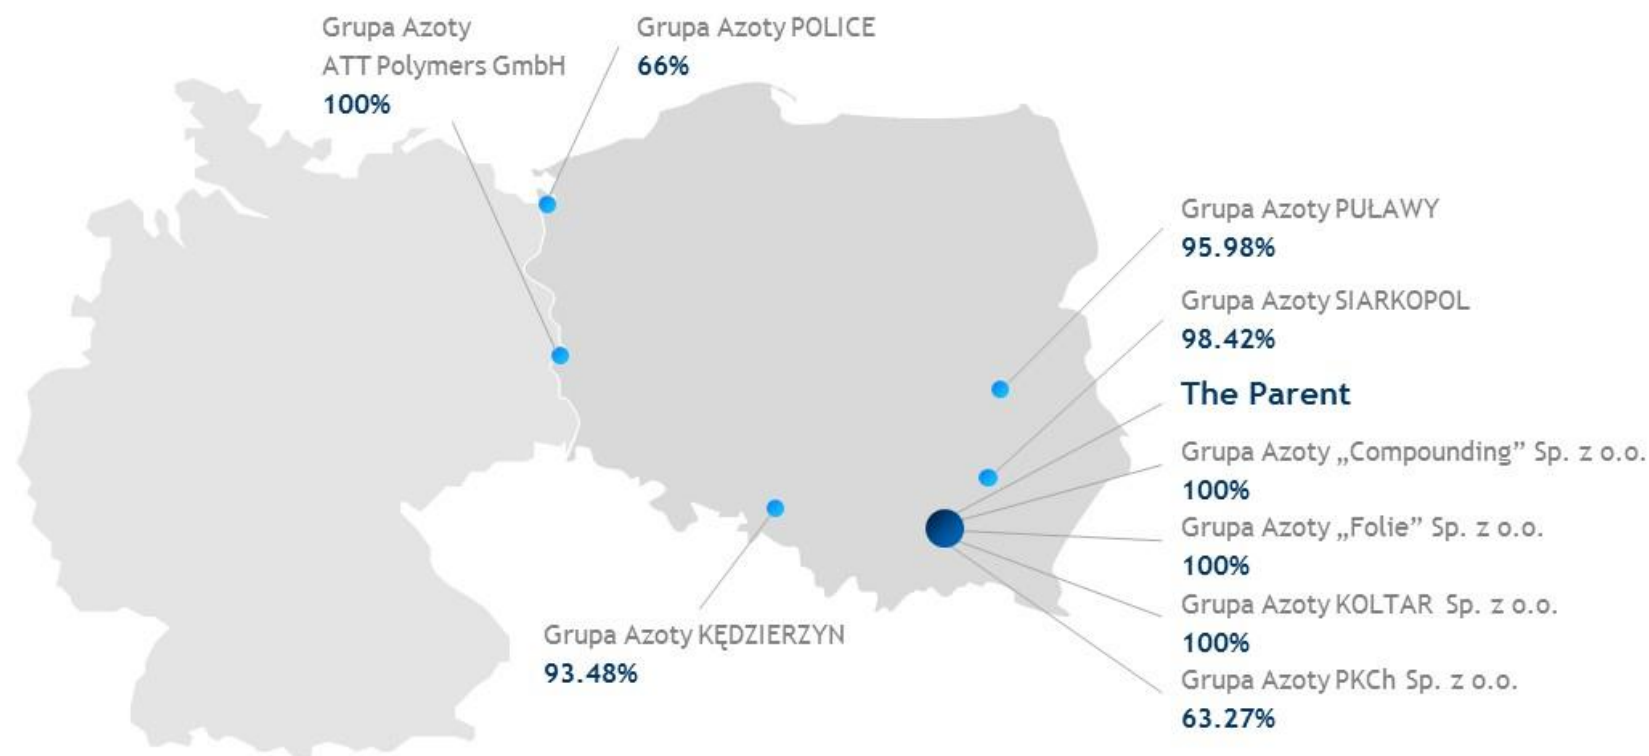 Grupa Azoty
ATT Polymers GmbH
100%
Grupa Azoty POLICE
66%
Grupa Azoty PUŁAWY
95.98%
Grupa Azoty SIARKOPOL
98.42%
The Parent
Grupa Azoty „Compounding” Sp. z o.o.
100%
Grupa Azoty „Folie” Sp. z o.o.
100%
Grupa Azoty KOLTAR Sp. z o.o.
100%
Grupa Azoty PKCh Sp. z o.o.
63.27%
Grupa Azoty KĘDZIERZYN
93.48%